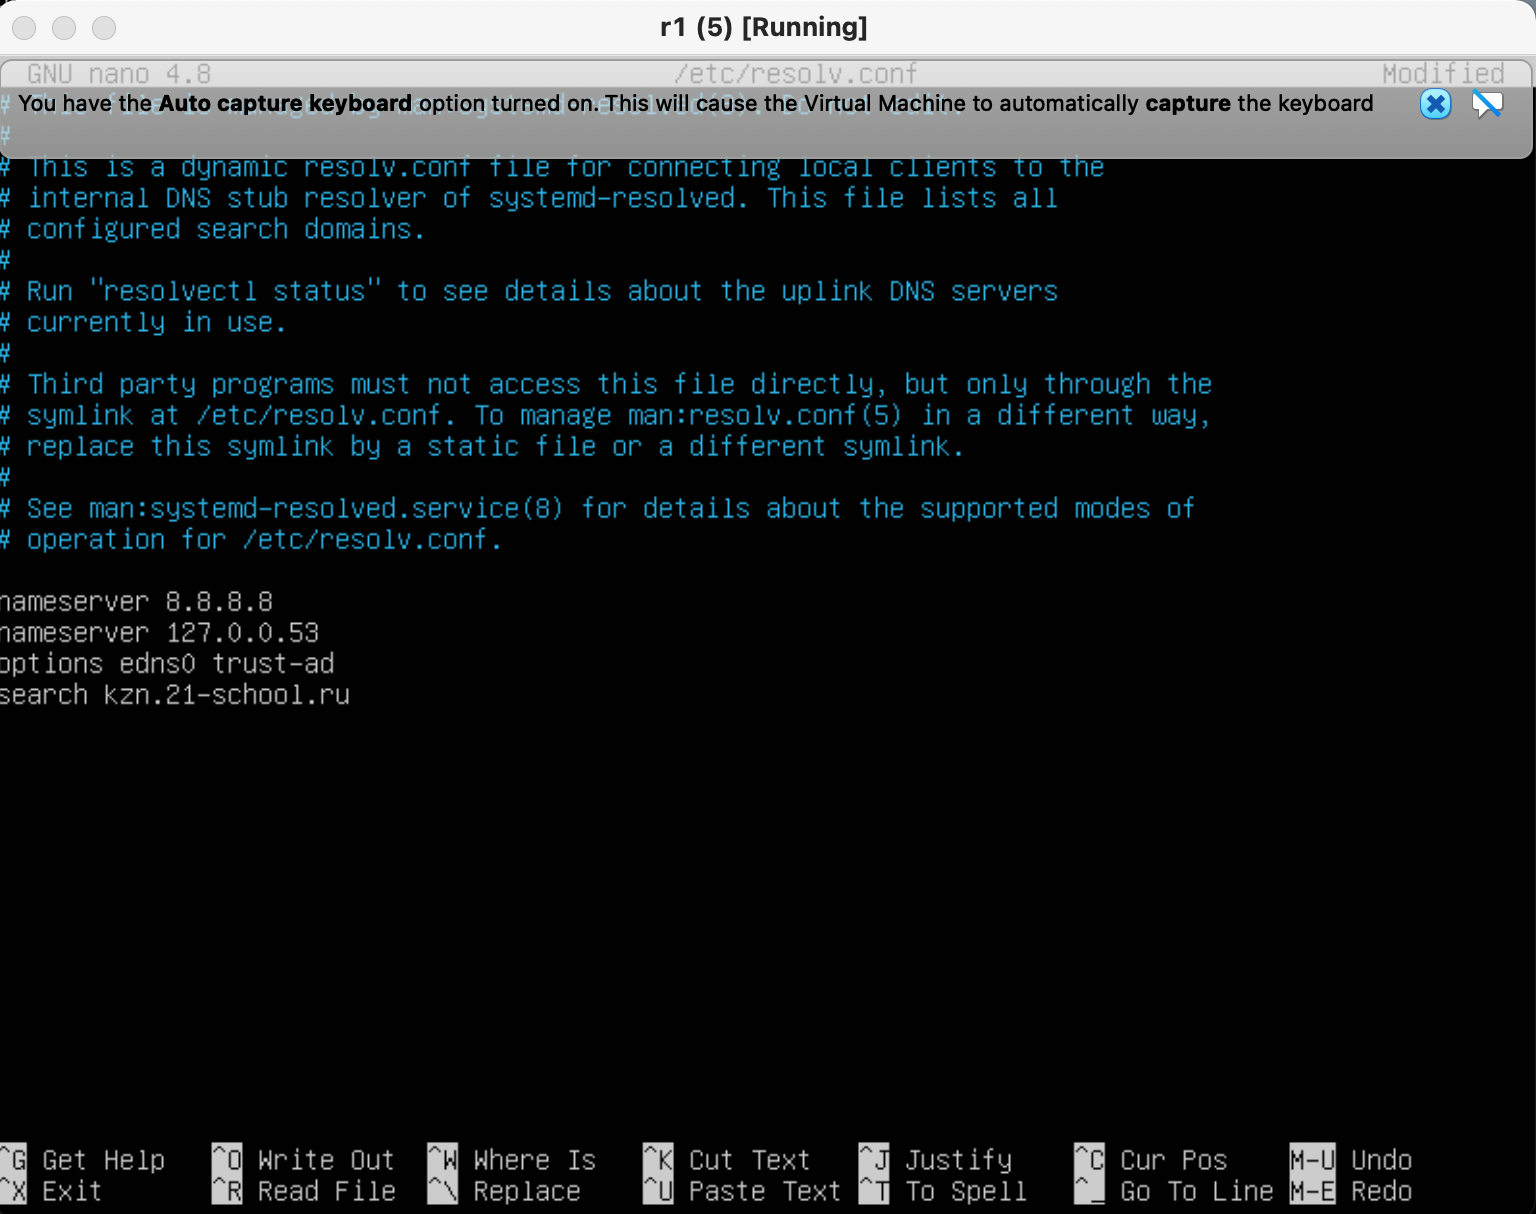 r1 (5) [Running]
GNU nano 4.8 /etc/resolv.conf Modified
You have the Auto capture keyboard option turned on. This will cause the Virtual Machine to automatically capture the keyboard
#
# This is a dynamic resolv.conf file for connecting local clients to the
# internal DNS stub resolver of systemd-resolved. This file lists all
# configured search domains.
#
# Run "resolvectl status" to see details about the uplink DNS servers
# currently in use.
#
# Third party programs must not access this file directly, but only through the
# symlink at /etc/resolv.conf. To manage man:resolv.conf(5) in a different way,
# replace this symlink by a static file or a different symlink.
#
# See man:systemd-resolved.service(8) for details about the supported modes of
# operation for /etc/resolv.conf.
nameserver 8.8.8.8
nameserver 127.0.0.53
options edns0 trust-ad
search kzn.21-school.ru
^G Get Help ^O Write Out ^W Where Is ^K Cut Text ^J Justify ^C Cur Pos M-U Undo
^X Exit ^R Read File ^\ Replace ^U Paste Text ^T To Spell ^_ Go To Line M-E Redo